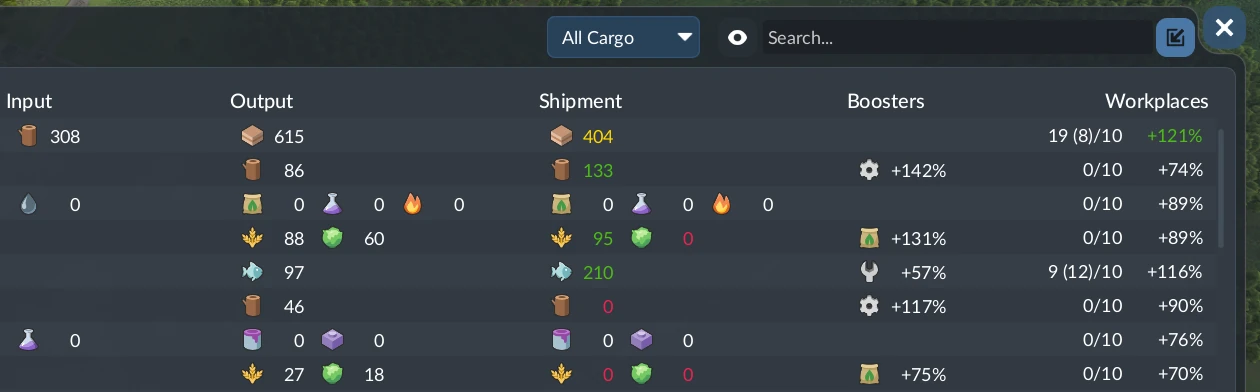 All Cargo Search...
Input Output Shipment Boosters Workplaces
308 615 404 19 (8)/10 +121%
86 133 +142% 0/10 +74%
0 0 0 0 0 0 0 0/10 +89%
88 60 95 0 +131% 0/10 +89%
97 210 +57% 9 (12)/10 +116%
46 0 +117% 0/10 +90%
0 0 0 0 0 0/10 +76%
27 18 0 0 +75% 0/10 +70%